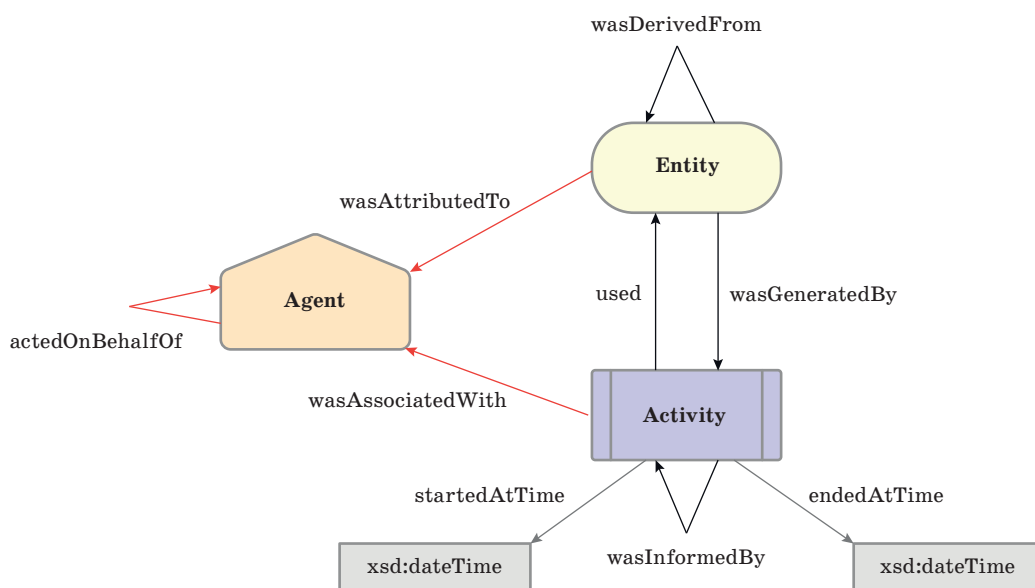 wasDerivedFrom
Entity
wasAttributedTo
Agent
used
wasGeneratedBy
actedOnBehalfOf
wasAssociatedWith
Activity
startedAtTime
endedAtTime
wasInformedBy
xsd:dateTime
xsd:dateTime